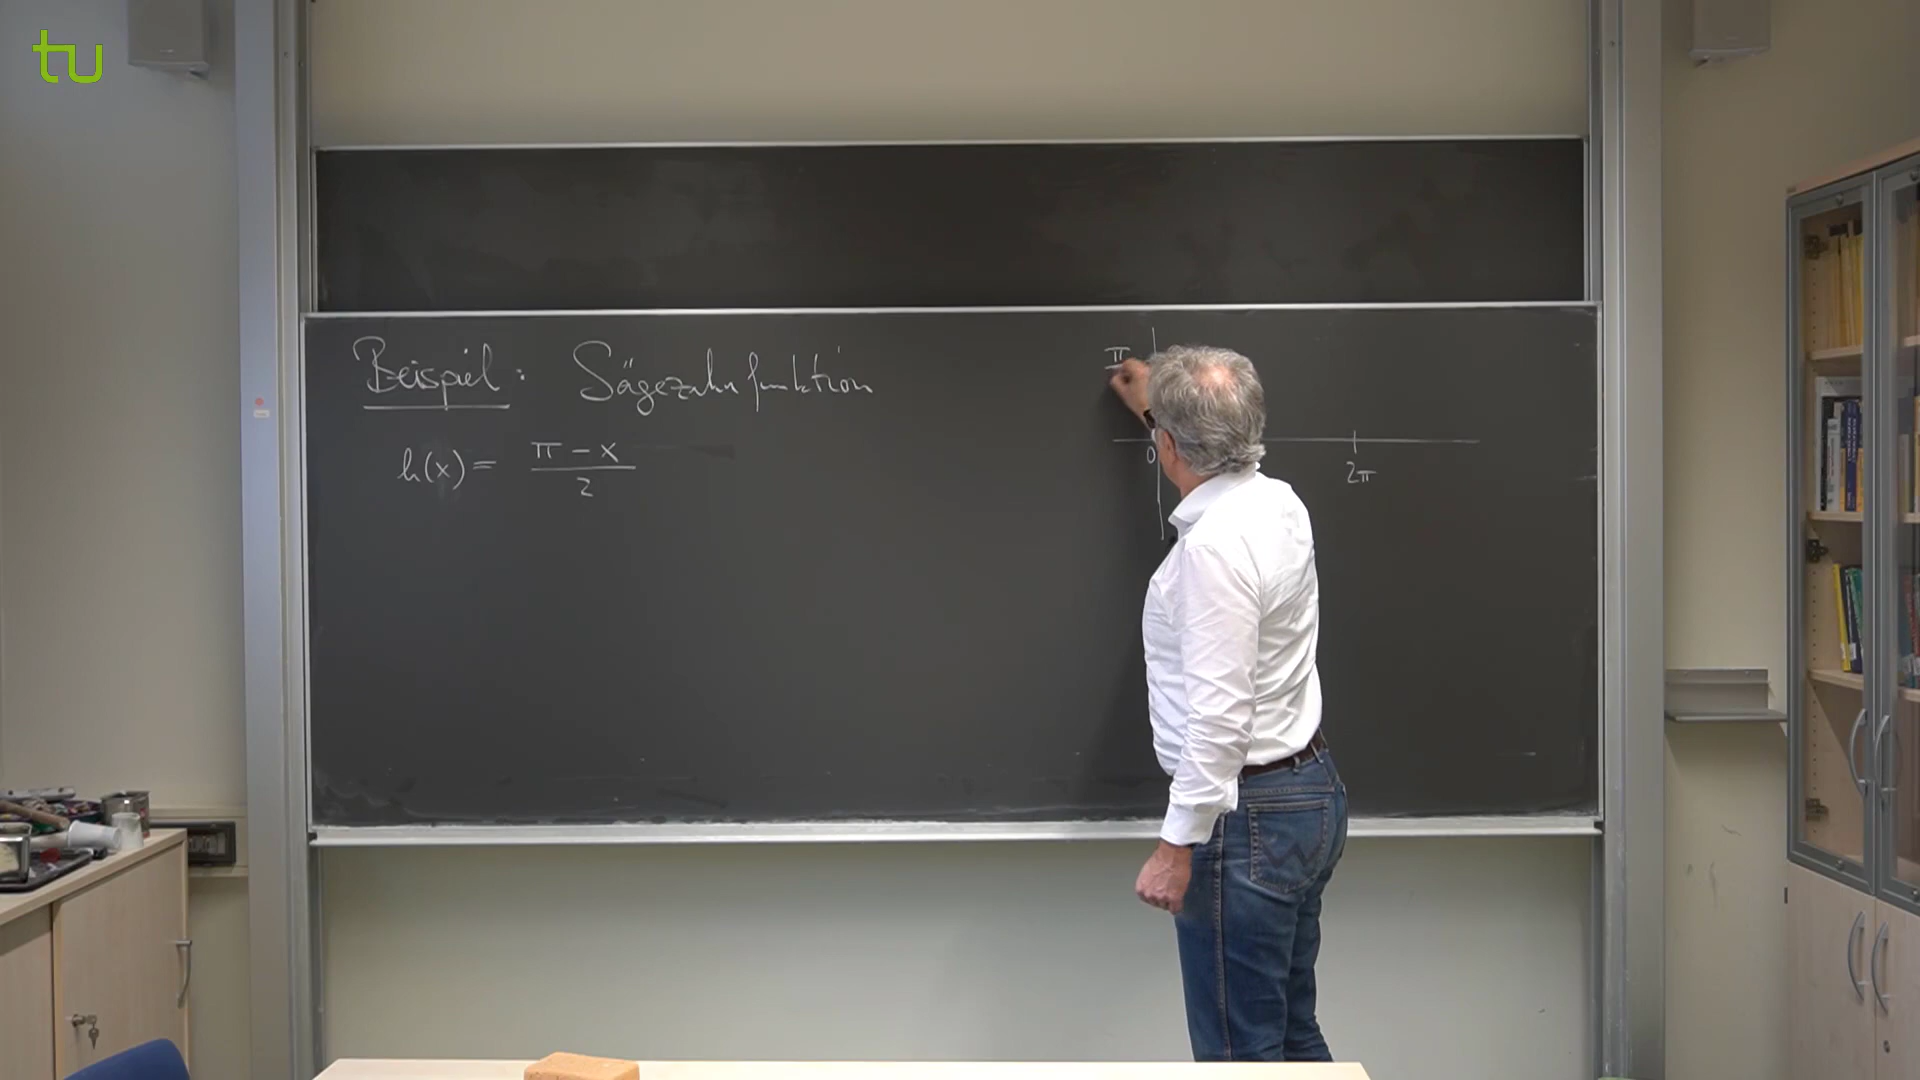 tu
Beispiel: Sägezahnfunktion
h(x) = π - x / 2
π
0
2π